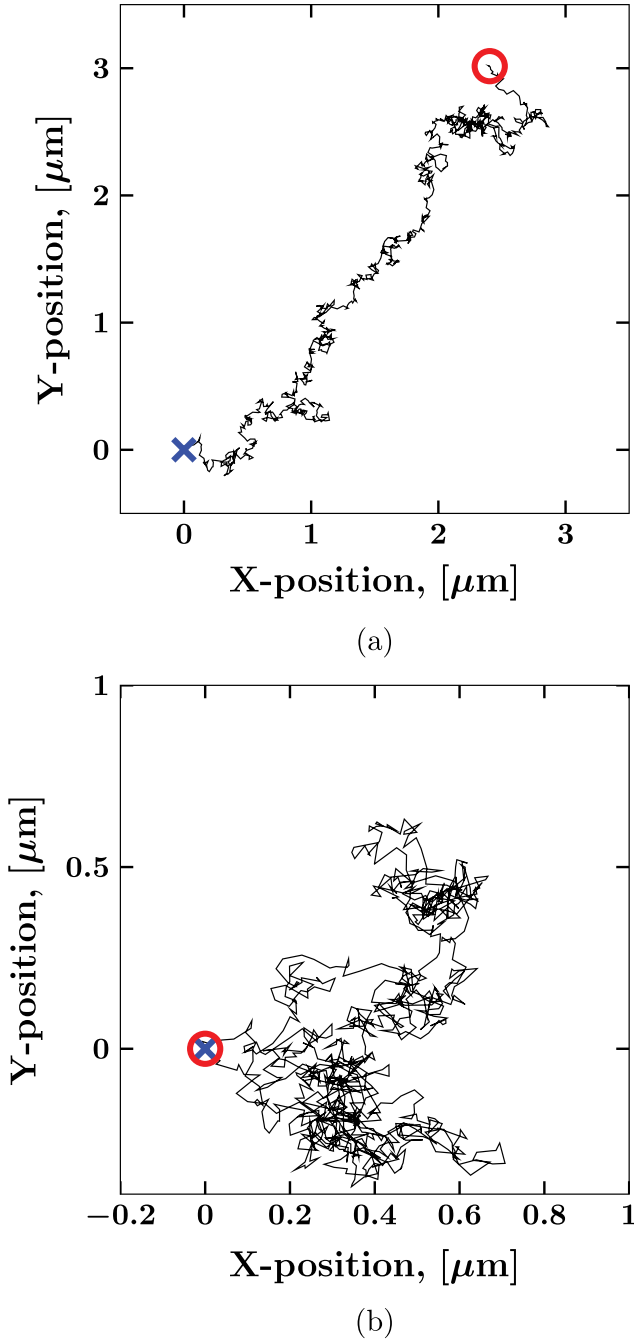 3
2
1
0
Y-position, [μm]
0 1 2 3
X-position, [μm]
(a)
1
0.5
0
Y-position, [μm]
−0.2 0 0.2 0.4 0.6 0.8 1
X-position, [μm]
(b)